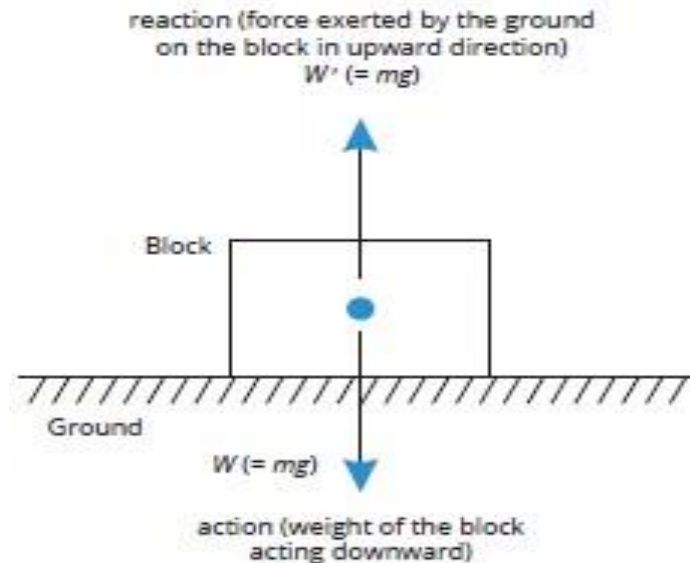 reaction (force exerted by the ground
on the block in upward direction)
W' (= mg)
Block
Ground
W (= mg)
action (weight of the block
acting downward)